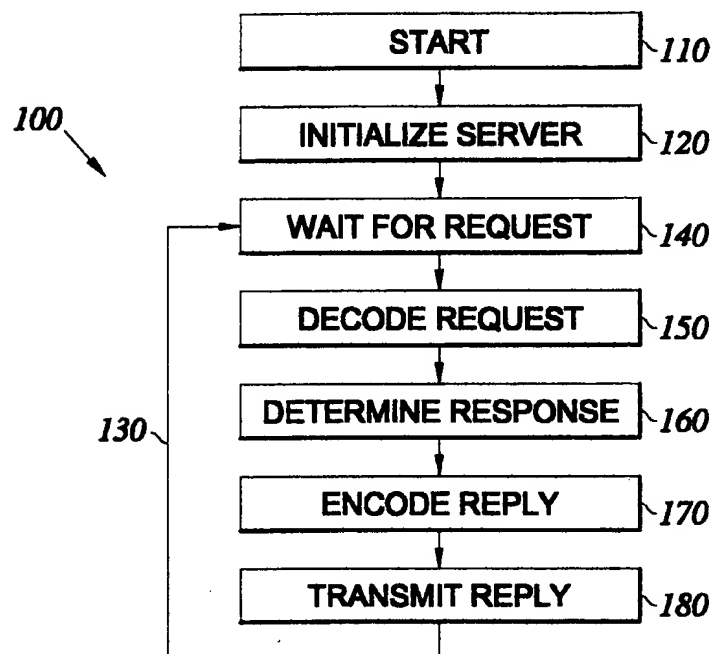 START
110
100
INITIALIZE SERVER
120
WAIT FOR REQUEST
140
DECODE REQUEST
150
DETERMINE RESPONSE
160
130
ENCODE REPLY
170
TRANSMIT REPLY
180